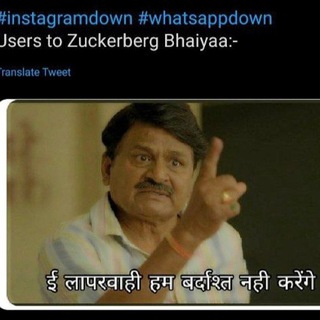 #instagramdown #whatsappdown
Users to Zuckerberg Bhaiyaa:-
Translate Tweet
ई लापरवाही हम बर्दाश्त नही करेंगे